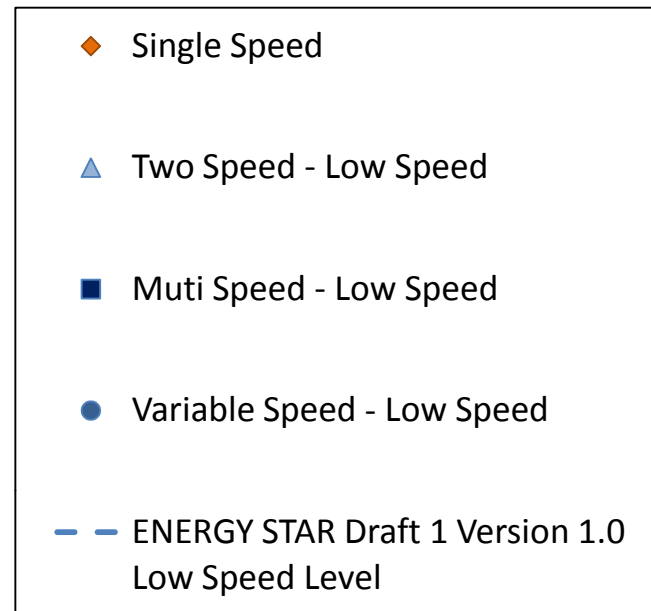 Single Speed
Two Speed - Low Speed
Muti Speed - Low Speed
Variable Speed - Low Speed
ENERGY STAR Draft 1 Version 1.0
Low Speed Level